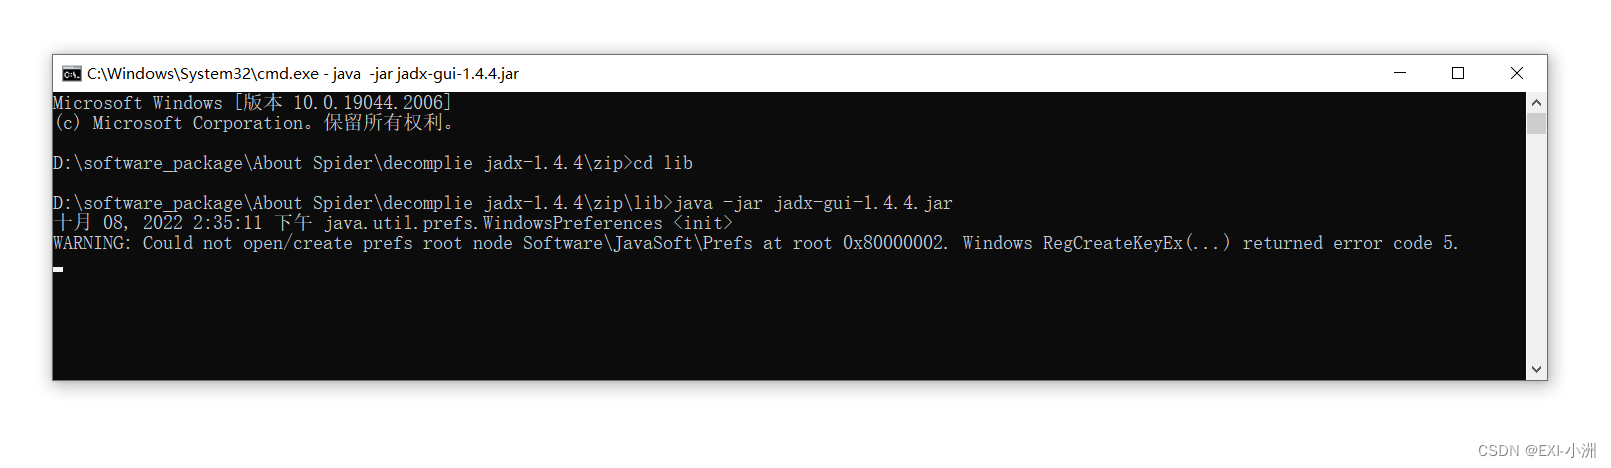 C:\Windows\System32\cmd.exe - java  -jar jadx-gui-1.4.4.jar
Microsoft Windows [版本 10.0.19044.2006]
(c) Microsoft Corporation。保留所有权利。
D:\software_package\About Spider\decomplie jadx-1.4.4\zip>cd lib
D:\software_package\About Spider\decomplie jadx-1.4.4\zip\lib>java -jar jadx-gui-1.4.4.jar
十月 08, 2022 2:35:11 下午 java.util.prefs.WindowsPreferences <init>
WARNING: Could not open/create prefs root node Software\JavaSoft\Prefs at root 0x80000002. Windows RegCreateKeyEx(...) returned error code 5.
CSDN @EXI-小洲